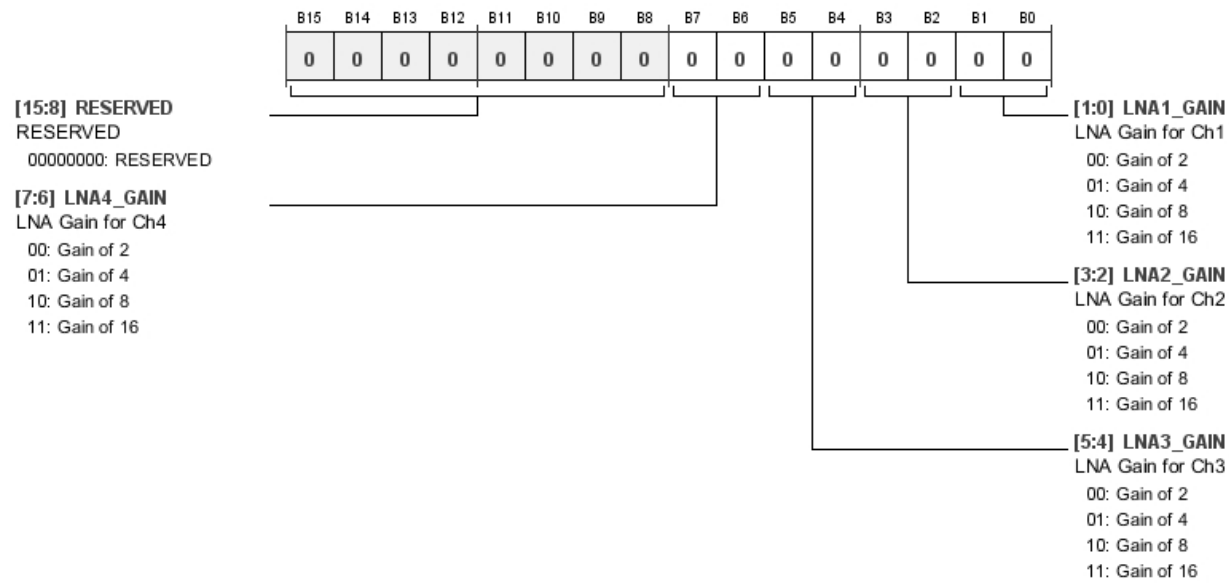 B15 B14 B13 B12 B11 B10 B9 B8 B7 B6 B5 B4 B3 B2 B1 B0
0 0 0 0 0 0 0 0 0 0 0 0 0 0 0 0
[15:8] RESERVED
RESERVED
00000000: RESERVED
[7:6] LNA4_GAIN
LNA Gain for Ch4
00: Gain of 2
01: Gain of 4
10: Gain of 8
11: Gain of 16
[1:0] LNA1_GAIN
LNA Gain for Ch1
00: Gain of 2
01: Gain of 4
10: Gain of 8
11: Gain of 16
[3:2] LNA2_GAIN
LNA Gain for Ch2
00: Gain of 2
01: Gain of 4
10: Gain of 8
11: Gain of 16
[5:4] LNA3_GAIN
LNA Gain for Ch3
00: Gain of 2
01: Gain of 4
10: Gain of 8
11: Gain of 16